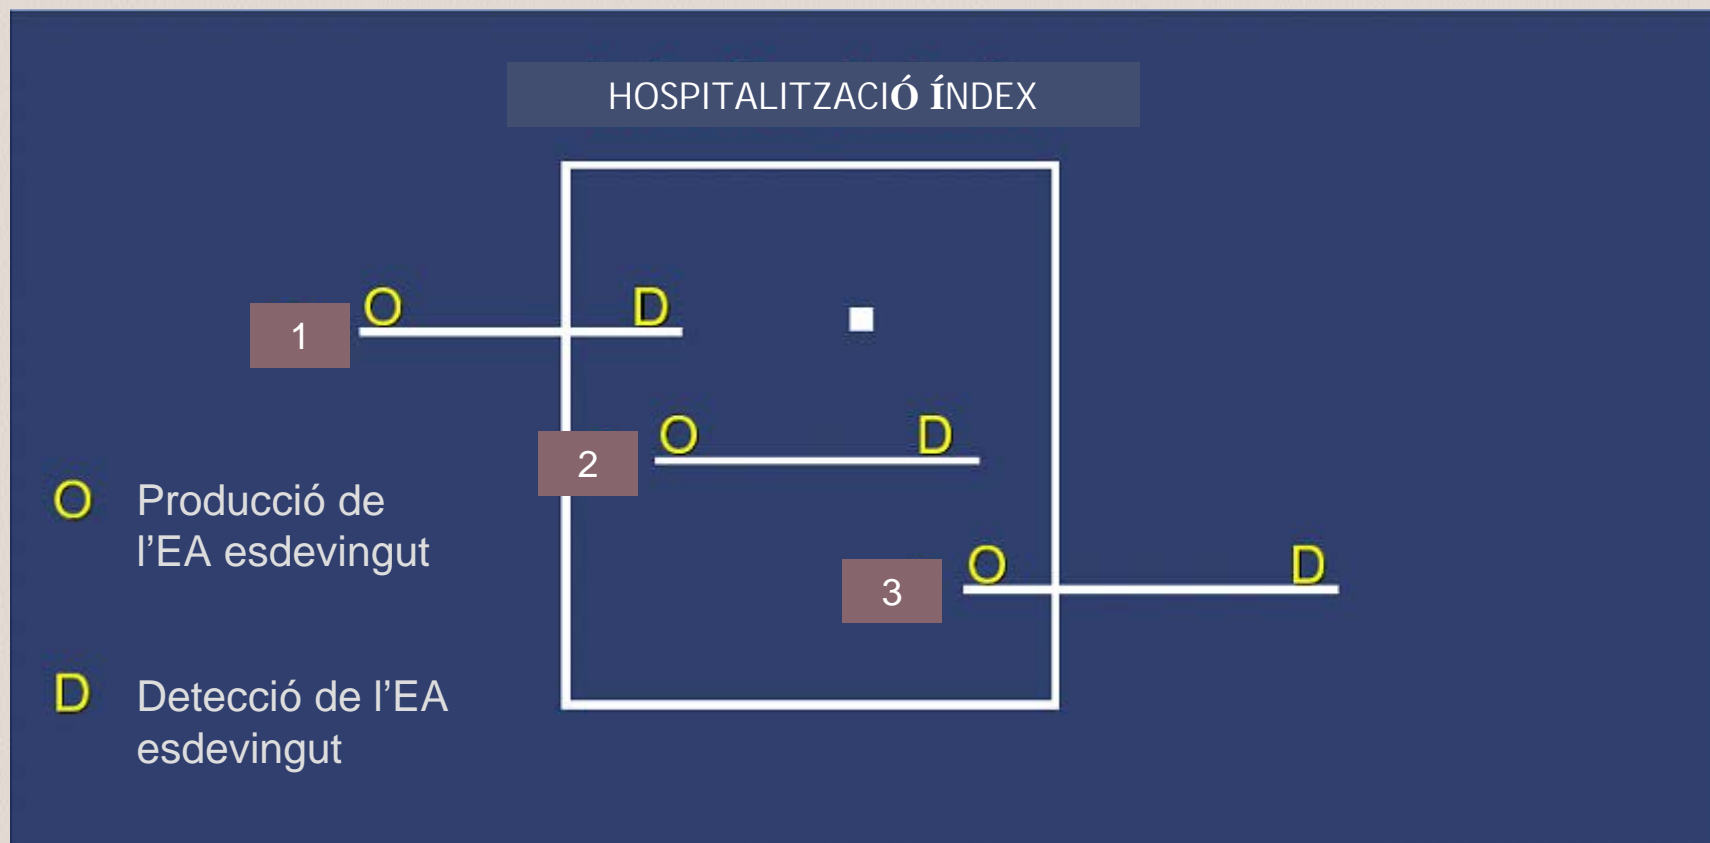 HOSPITALITZACIÓ ÍNDEX
O D
1
O D
2
O D
3
O Producció de
l’EA esdevingut
D Detecció de l’EA
esdevingut